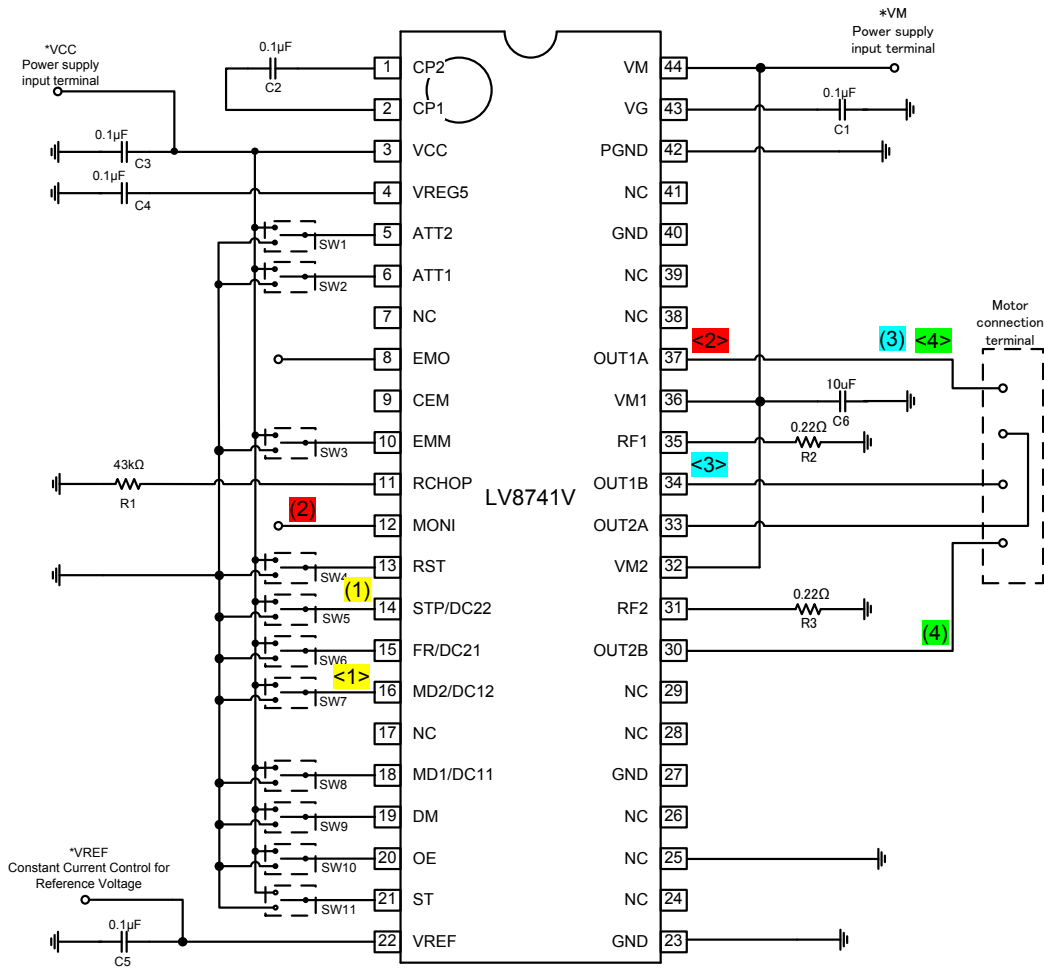 *VCC
Power supply
input terminal
*VM
Power supply
input terminal
0.1µF
C2
1 CP2
2 CP1
0.1µF
C3
3 VCC
0.1µF
C4
4 VREG5
SW1
5 ATT2
SW2
6 ATT1
7 NC
8 EMO
9 CEM
SW3
10 EMM
43kΩ
R1
11 RCHOP
(2)
12 MONI
SW4
13 RST
(1)
SW5
14 STP/DC22
SW6
15 FR/DC21
<1>
SW7
16 MD2/DC12
17 NC
SW8
18 MD1/DC11
SW9
19 DM
SW10
20 OE
SW11
21 ST
*VREF
Constant Current Control for
Reference Voltage
0.1µF
C5
22 VREF
LV8741V
VM 44
VG 43
0.1µF
C1
PGND 42
NC 41
GND 40
NC 39
NC 38
<2>
(3) <4>
Motor
connection
terminal
OUT1A 37
VM1 36
10uF
C6
RF1 35
0.22Ω
R2
<3>
OUT1B 34
OUT2A 33
VM2 32
RF2 31
0.22Ω
R3
(4)
OUT2B 30
NC 29
NC 28
GND 27
NC 26
NC 25
NC 24
GND 23